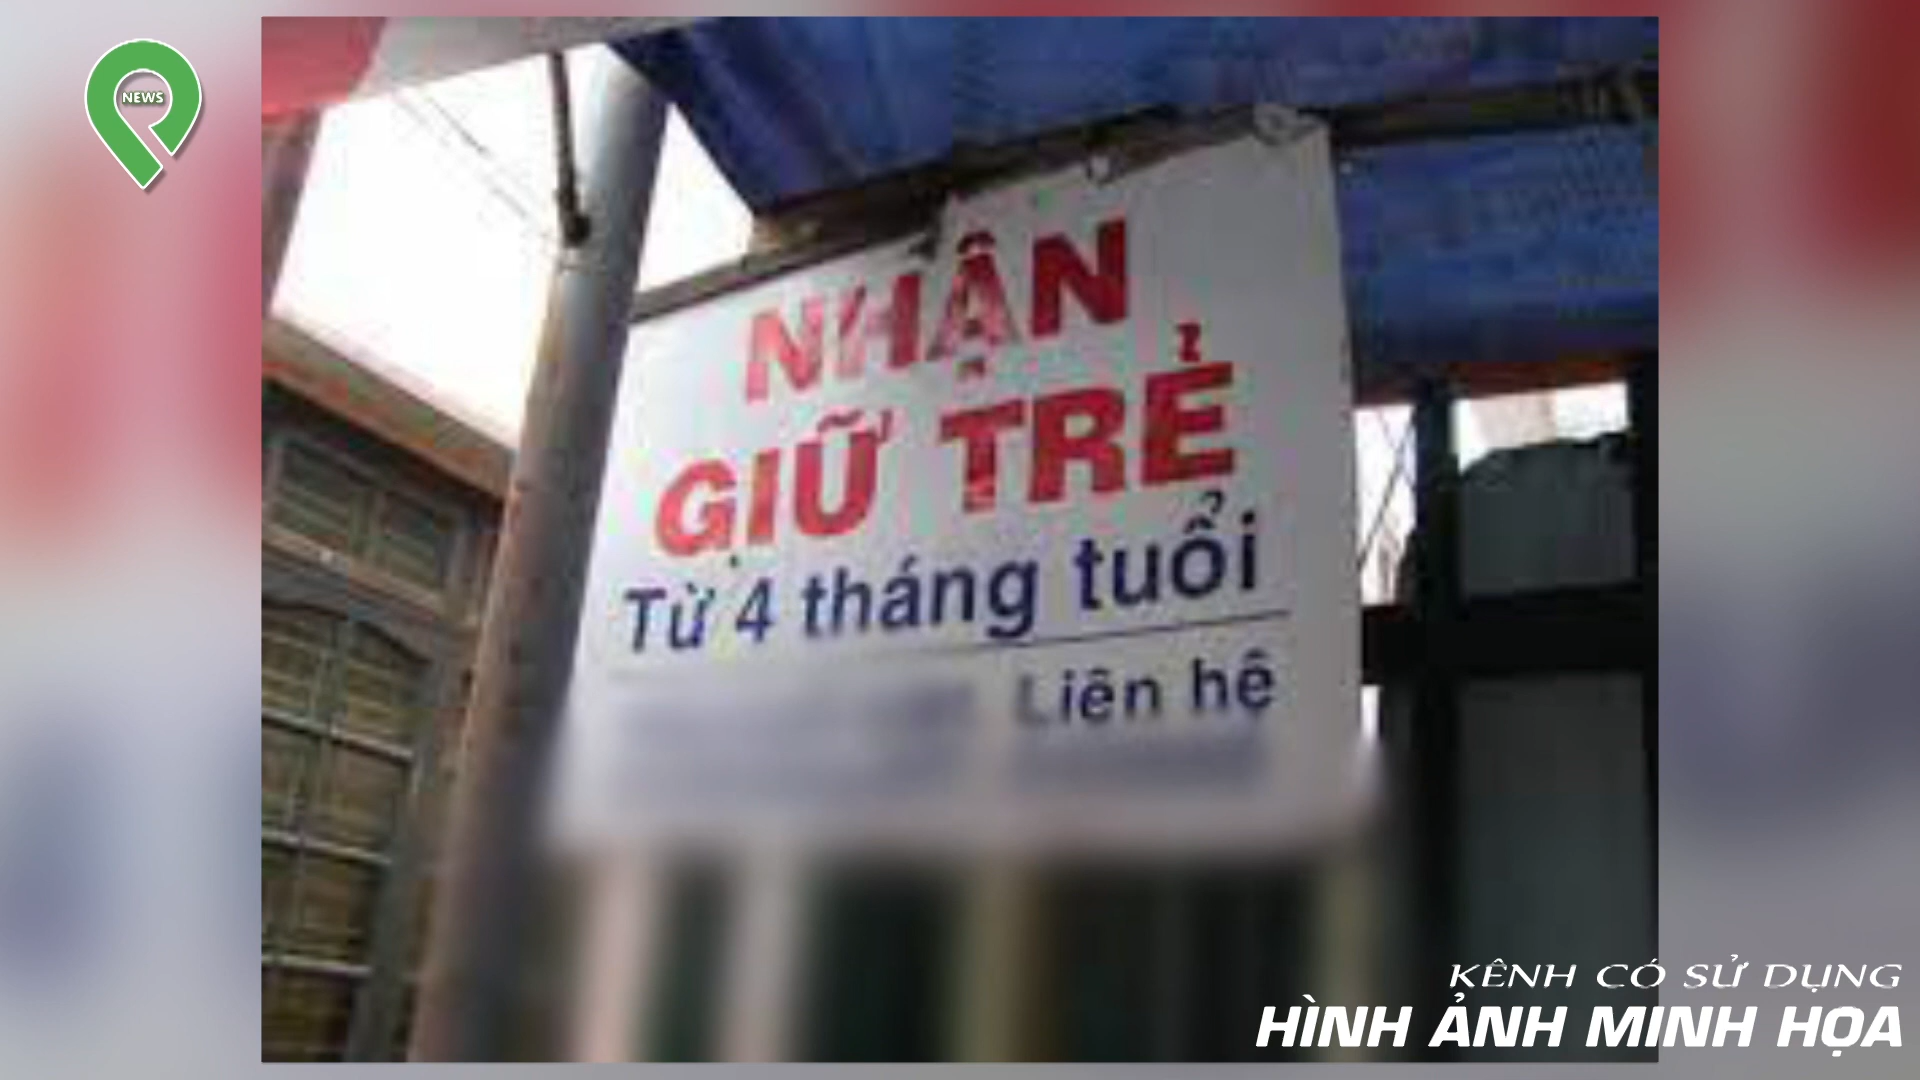 NEWS
NHẬN
GIỮ TRẺ
Từ 4 tháng tuổi
Liên hệ
KÊNH CÓ SỬ DỤNG
HÌNH ẢNH MINH HỌA